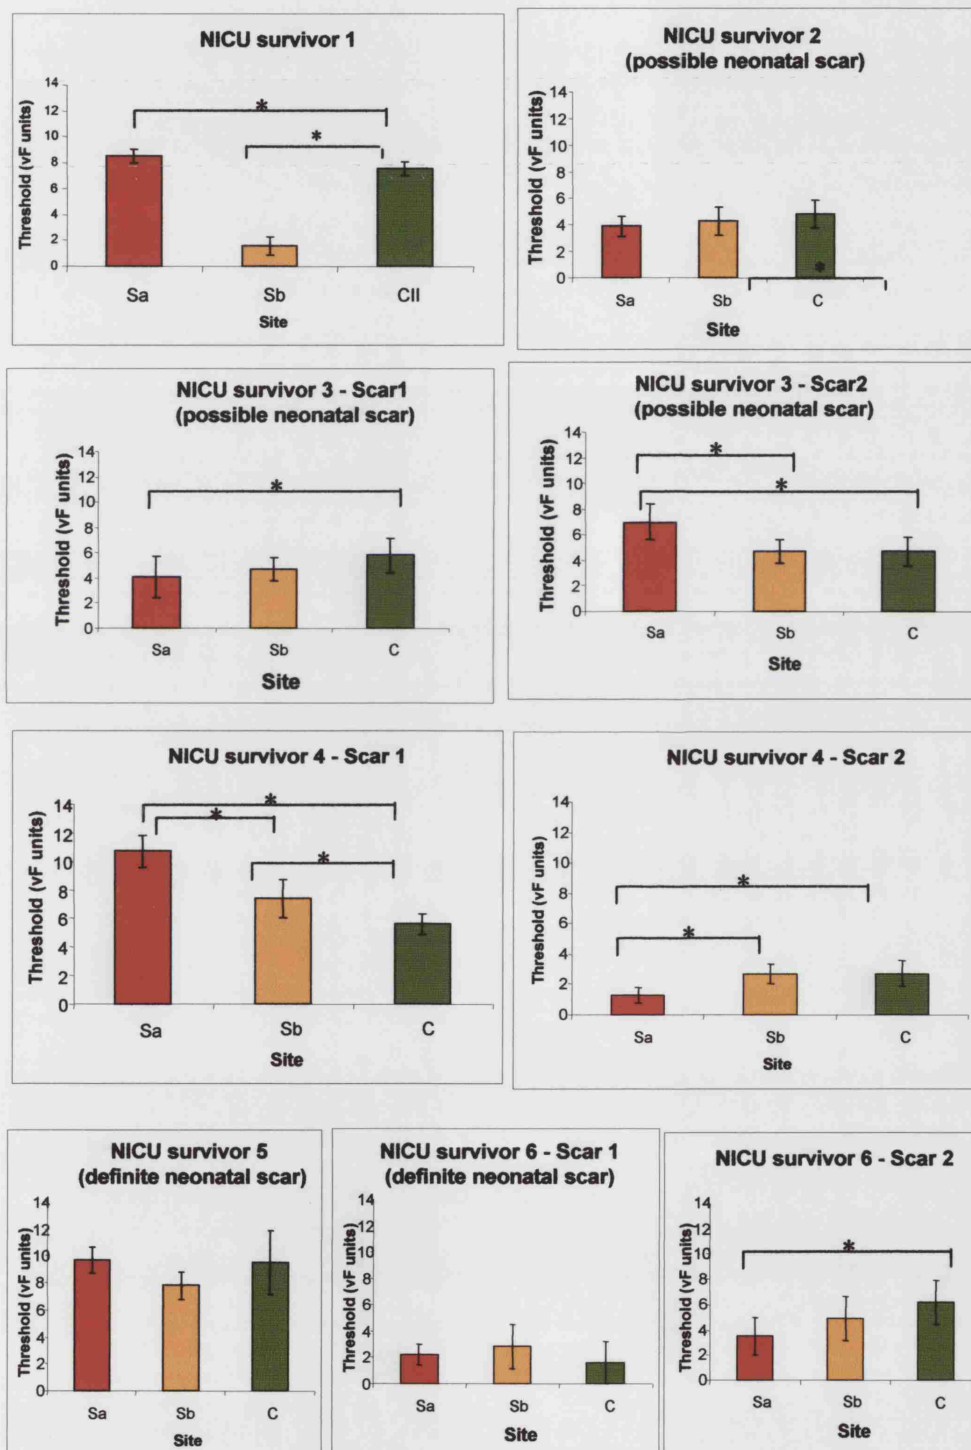 NICU survivor 1
Threshold (vF units)
14
12
10
8
6
4
2
0
*
*
Sa Sb CII
Site
NICU survivor 2
(possible neonatal scar)
Threshold (vF units)
14
12
10
8
6
4
2
0
*
Sa Sb C
Site
NICU survivor 3 - Scar1
(possible neonatal scar)
Threshold (vF units)
14
12
10
8
6
4
2
0
*
Sa Sb C
Site
NICU survivor 3 - Scar2
(possible neonatal scar)
Threshold (vF units)
14
12
10
8
6
4
2
0
*
*
Sa Sb C
Site
NICU survivor 4 - Scar 1
Threshold (vF units)
14
12
10
8
6
4
2
0
*
*
*
Sa Sb C
Site
NICU survivor 4 - Scar 2
Threshold (vF units)
14
12
10
8
6
4
2
0
*
*
Sa Sb C
Site
NICU survivor 5
(definite neonatal scar)
Threshold (vF units)
14
12
10
8
6
4
2
0
Sa Sb C
Site
NICU survivor 6 - Scar 1
(definite neonatal scar)
Threshold (vF units)
14
12
10
8
6
4
2
0
Sa Sb C
Site
NICU survivor 6 - Scar 2
Threshold (vF units)
14
12
10
8
6
4
2
0
*
Sa Sb C
Site